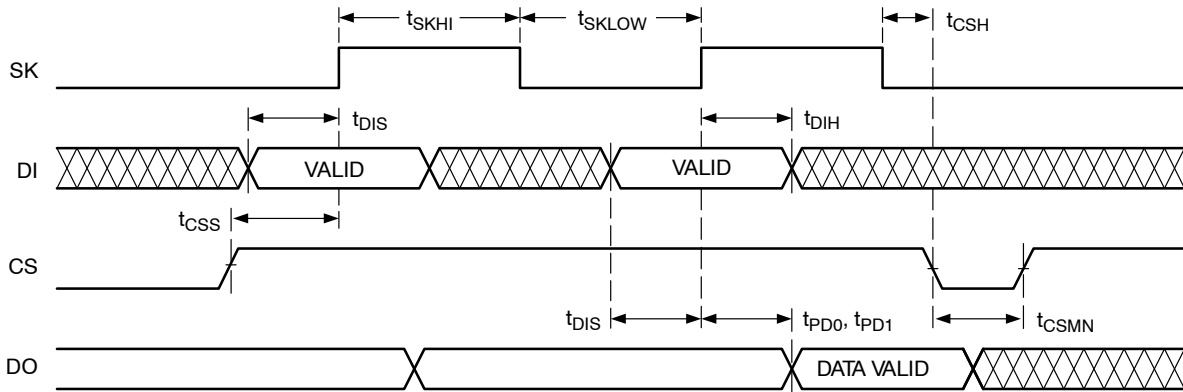 tSKHI
tSKLOW
tCSH
SK
tDIS
tDIH
DI
VALID
VALID
tCSS
CS
tDIS
tPD0, tPD1
tCSMN
DO
DATA VALID